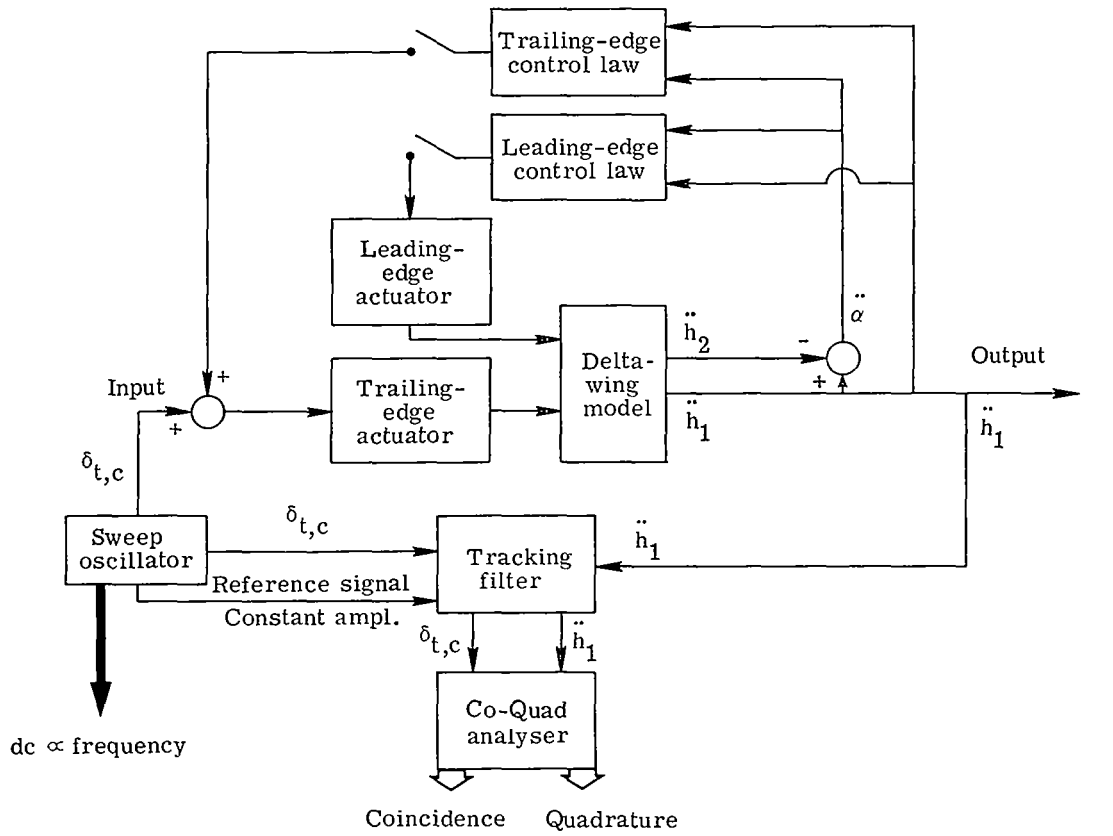 Trailing-edge
control law
Leading-edge
control law
Leading-
edge
actuator
α̈
ḧ2
-
Output
Delta-
wing
model
Input
+
Trailing-
edge
actuator
+
ḧ1
ḧ1
+
δt,c
Sweep
oscillator
δt,c
Reference signal
Constant ampl.
Tracking
filter
ḧ1
δt,c
ḧ1
Co-Quad
analyser
dc ∝ frequency
Coincidence
Quadrature